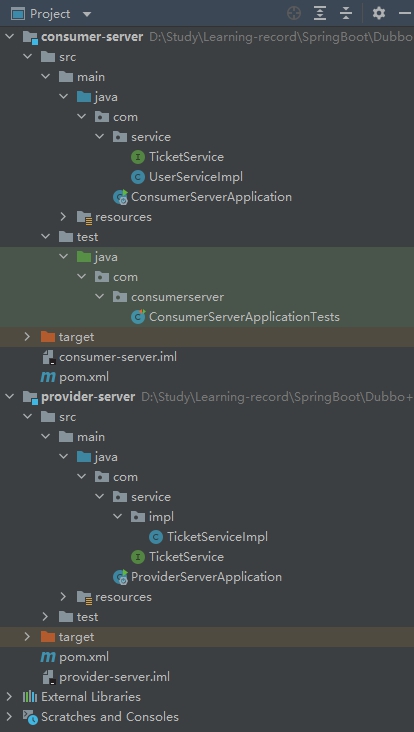 Project
consumer-server D:\Study\Learning-record\SpringBoot\Dubbo
src
main
java
com
service
TicketService
UserServiceImpl
ConsumerServerApplication
resources
test
java
com
consumerserver
ConsumerServerApplicationTests
target
consumer-server.iml
pom.xml
provider-server D:\Study\Learning-record\SpringBoot\Dubbo+
src
main
java
com
service
impl
TicketServiceImpl
TicketService
ProviderServerApplication
resources
test
target
pom.xml
provider-server.iml
External Libraries
Scratches and Consoles